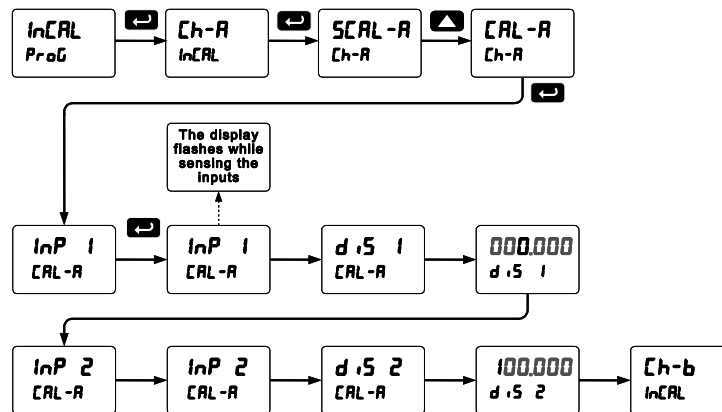 InCAL
ProG
Ch-A
InCAL
SCAL-A
Ch-A
CAL-A
Ch-A
The display
flashes while
sensing the
inputs
InP 1
CAL-A
InP 1
CAL-A
diS 1
CAL-A
000.000
diS 1
InP 2
CAL-A
InP 2
CAL-A
diS 2
CAL-A
100.000
diS 2
Ch-b
InCAL